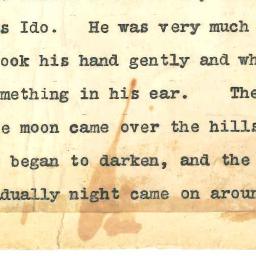 s Ido. He was very much
ook his hand gently and wh
mething in his ear. The
e moon came over the hills
began to darken, and the
dually night came on aroun